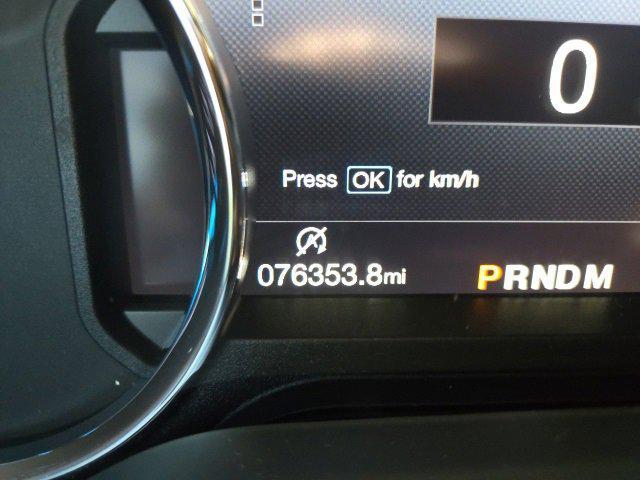 0
Press OK for km/h
076353.8mi
PRNDM